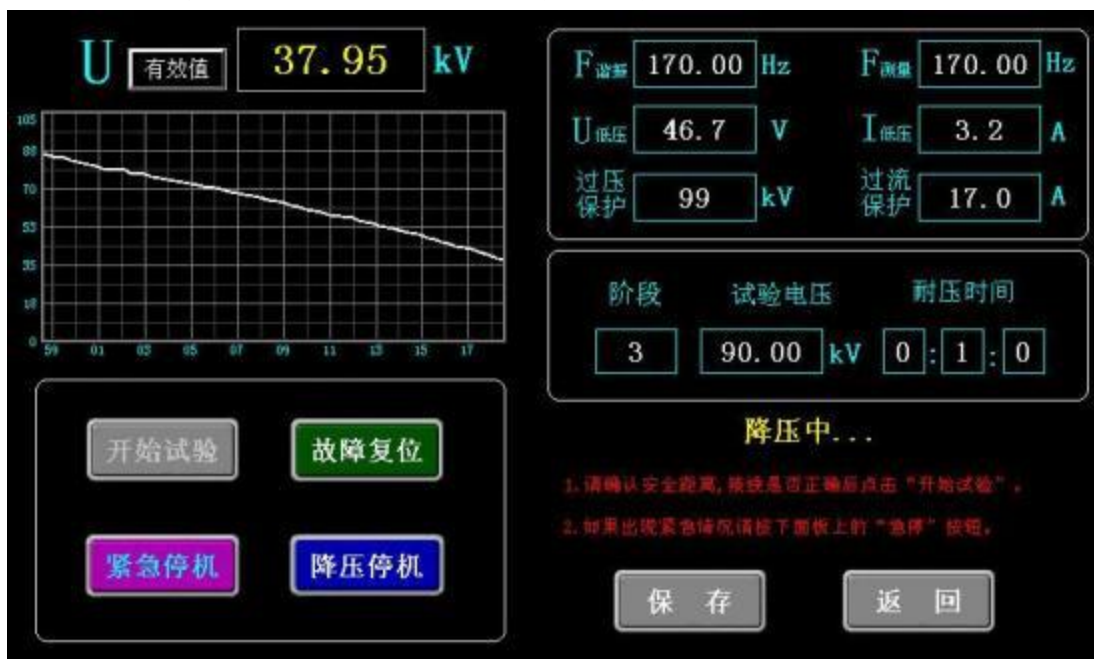 U 有效值 37.95 kV
105
88
70
53
35
18
0
59 01 03 05 07 09 11 13 15 17
F谐振 170.00 Hz F测量 170.00 Hz
U低压 46.7 V I低压 3.2 A
过压保护 99 kV 过流保护 17.0 A
阶段 试验电压 耐压时间
3 90.00 kV 0:1:0
降压中...
1.请确认安全距离,接线是否正确后点击“开始试验”。
2.如果出现紧急情况请按下面板上的“急停”按钮。
开始试验 故障复位
紧急停机 降压停机
保 存 返 回